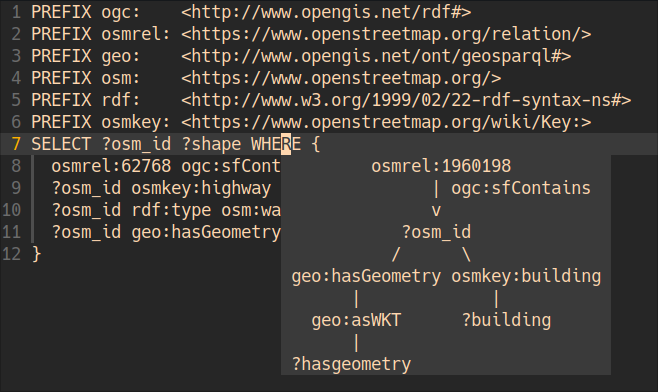 1 PREFIX ogc:    <http://www.opengis.net/rdf#>
2 PREFIX osmrel: <https://www.openstreetmap.org/relation/>
3 PREFIX geo:    <http://www.opengis.net/ont/geosparql#>
4 PREFIX osm:    <https://www.openstreetmap.org/>
5 PREFIX rdf:    <http://www.w3.org/1999/02/22-rdf-syntax-ns#>
6 PREFIX osmkey: <https://www.openstreetmap.org/wiki/Key:>
7 SELECT ?osm_id ?shape WHERE {
8   osmrel:62768 ogc:sfCont
9   ?osm_id osmkey:highway
10   ?osm_id rdf:type osm:wa
11   ?osm_id geo:hasGeometry
12 }
osmrel:1960198
| ogc:sfContains
v
?osm_id
/ \
geo:hasGeometry osmkey:building
| |
geo:asWKT ?building
|
?hasgeometry